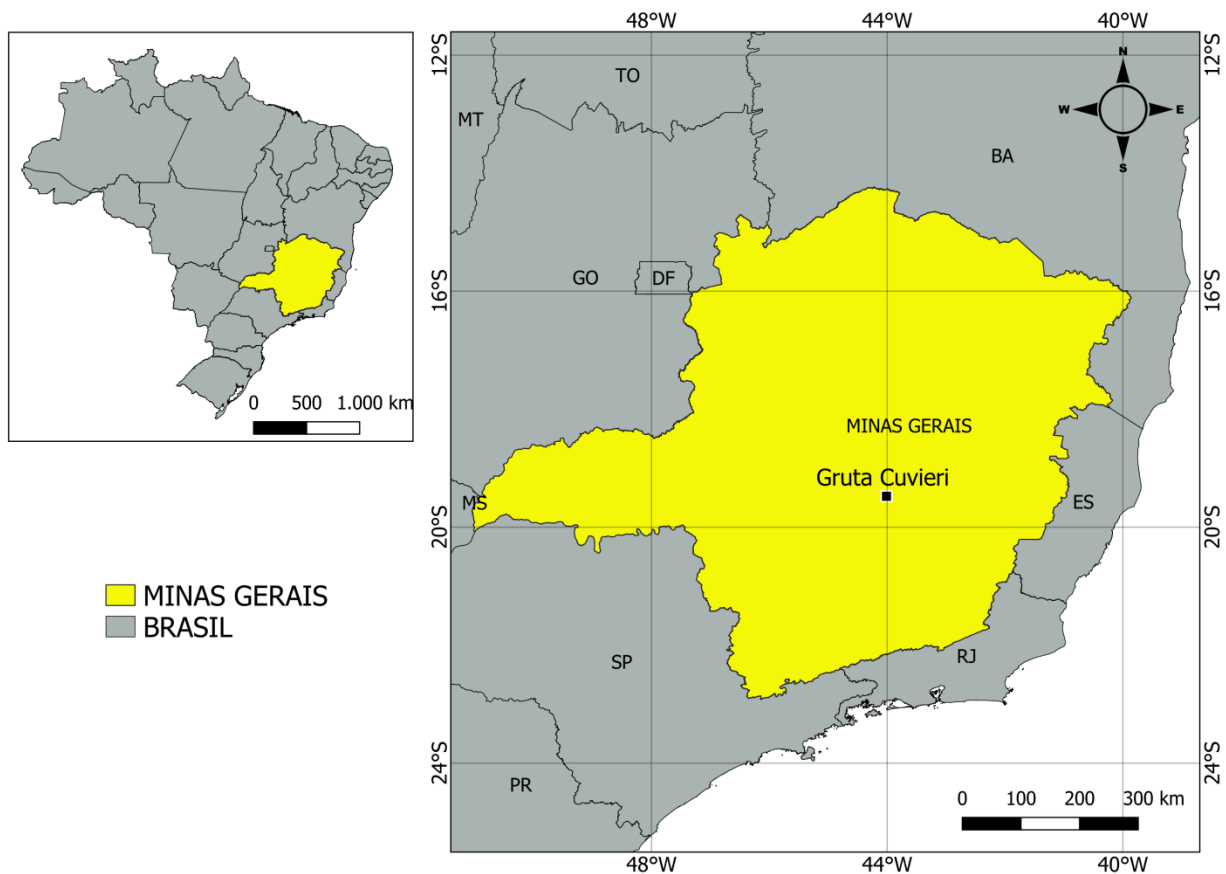 0 500 1.000 km
MINAS GERAIS
BRASIL
48°W 44°W 40°W
12°S 12°S
N
W E
S
TO
MT
BA
GO DF
16°S 16°S
MINAS GERAIS
Gruta Cuvieri
MS
ES
20°S 20°S
SP
RJ
24°S 24°S
PR
0 100 200 300 km
48°W 44°W 40°W